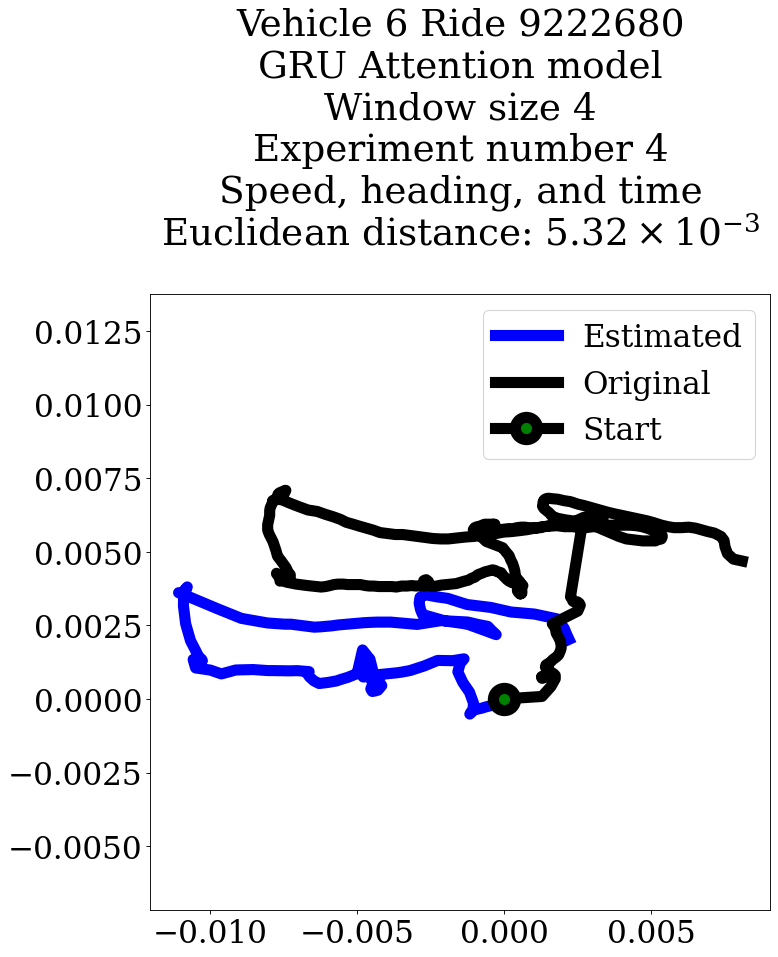 Vehicle 6 Ride 9222680
GRU Attention model
Window size 4
Experiment number 4
Speed, heading, and time
Euclidean distance: 5.32 × 10⁻³
Estimated
Original
Start
0.0125
0.0100
0.0075
0.0050
0.0025
0.0000
−0.0025
−0.0050
−0.010 −0.005 0.000 0.005